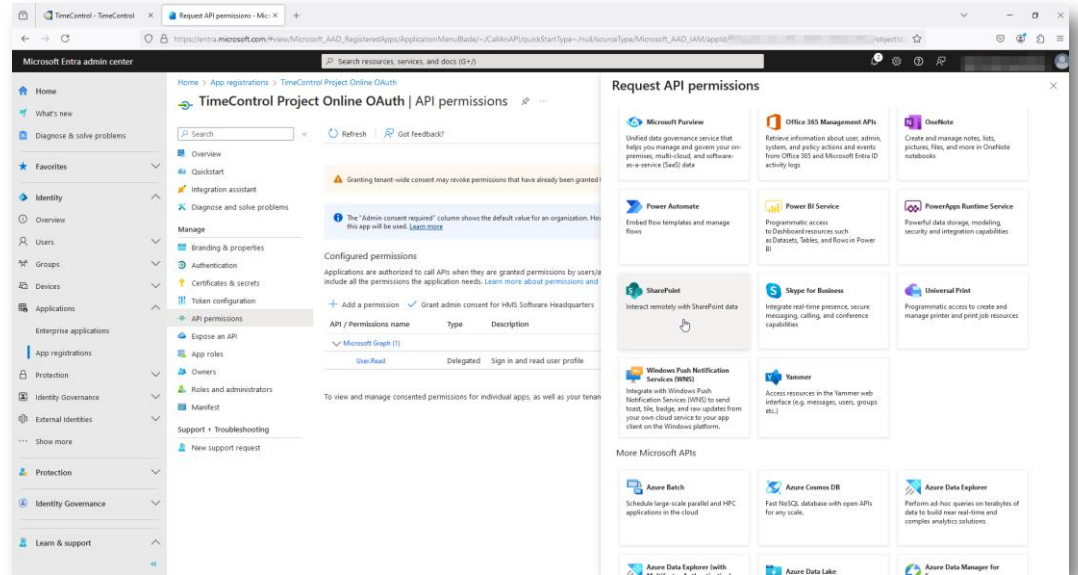 TimeControl - TimeControl
Request API permissions - Micr
https://entra.microsoft.com/#view/Microsoft_AAD_RegisteredApps/ApplicationMenuBlade/~/CallAnAPI/quickStartType~/null/sourceType/Microsoft_AAD_IAM/appId/
objectId
Microsoft Entra admin center
Search resources, services, and docs (G+/)
2
Home
What's new
Diagnose & solve problems
Favorites
Identity
Overview
Users
Groups
Devices
Applications
Enterprise applications
App registrations
Protection
Identity Governance
External Identities
Show more
Protection
Identity Governance
Learn & support
Home > App registrations > TimeControl Project Online OAuth
TimeControl Project Online OAuth | API permissions
Search
Overview
Quickstart
Integration assistant
Diagnose and solve problems
Manage
Branding & properties
Authentication
Certificates & secrets
Token configuration
API permissions
Expose an API
App roles
Owners
Roles and administrators
Manifest
Support + Troubleshooting
New support request
Refresh
Got feedback?
Granting tenant-wide consent may revoke permissions that have already been granted
The "Admin consent required" column shows the default value for an organization. How
this app will be used. Learn more
Configured permissions
Applications are authorized to call APIs when they are granted permissions by users/a
include all the permissions the application needs. Learn more about permissions and
Add a permission
Grant admin consent for HMS Software Headquarters
API / Permissions name Type Description
Microsoft Graph (1)
User.Read Delegated Sign in and read user profile
To view and manage consented permissions for individual apps, as well as your tenan
Request API permissions
Microsoft Purview
Unified data governance service that
helps you manage and govern your on-
premises, multi-cloud, and software-
as-a-service (SaaS) data
Office 365 Management APIs
Retrieve information about user, admin,
system, and policy actions and events
from Office 365 and Microsoft Entra ID
activity logs
OneNote
Create and manage notes, lists,
pictures, files, and more in OneNote
notebooks
Power Automate
Embed flow templates and manage
flows
Power BI Service
Programmatic access
to Dashboard resources such
as Datasets, Tables, and Rows in Power
BI
PowerApps Runtime Service
Powerful data storage, modeling,
security and integration capabilities
SharePoint
Interact remotely with SharePoint data
Skype for Business
Integrate real-time presence, secure
messaging, calling, and conference
capabilities
Universal Print
Programmatic access to create and
manage printer and print job resources
Windows Push Notification
Services (WNS)
Integrate with Windows Push
Notification Services (WNS) to send
toast, tile, badge, and raw updates from
your own cloud service to your app
client on the Windows platform.
Yammer
Access resources in the Yammer web
interface (e.g. messages, users, groups
etc.)
More Microsoft APIs
Azure Batch
Schedule large-scale parallel and HPC
applications in the cloud
Azure Cosmos DB
Fast NoSQL database with open APIs
for any scale.
Azure Data Explorer
Perform ad-hoc queries on terabytes of
data to build near real-time and
complex analytics solutions
Azure Data Explorer (with
Azure Data Lake
Azure Data Manager for